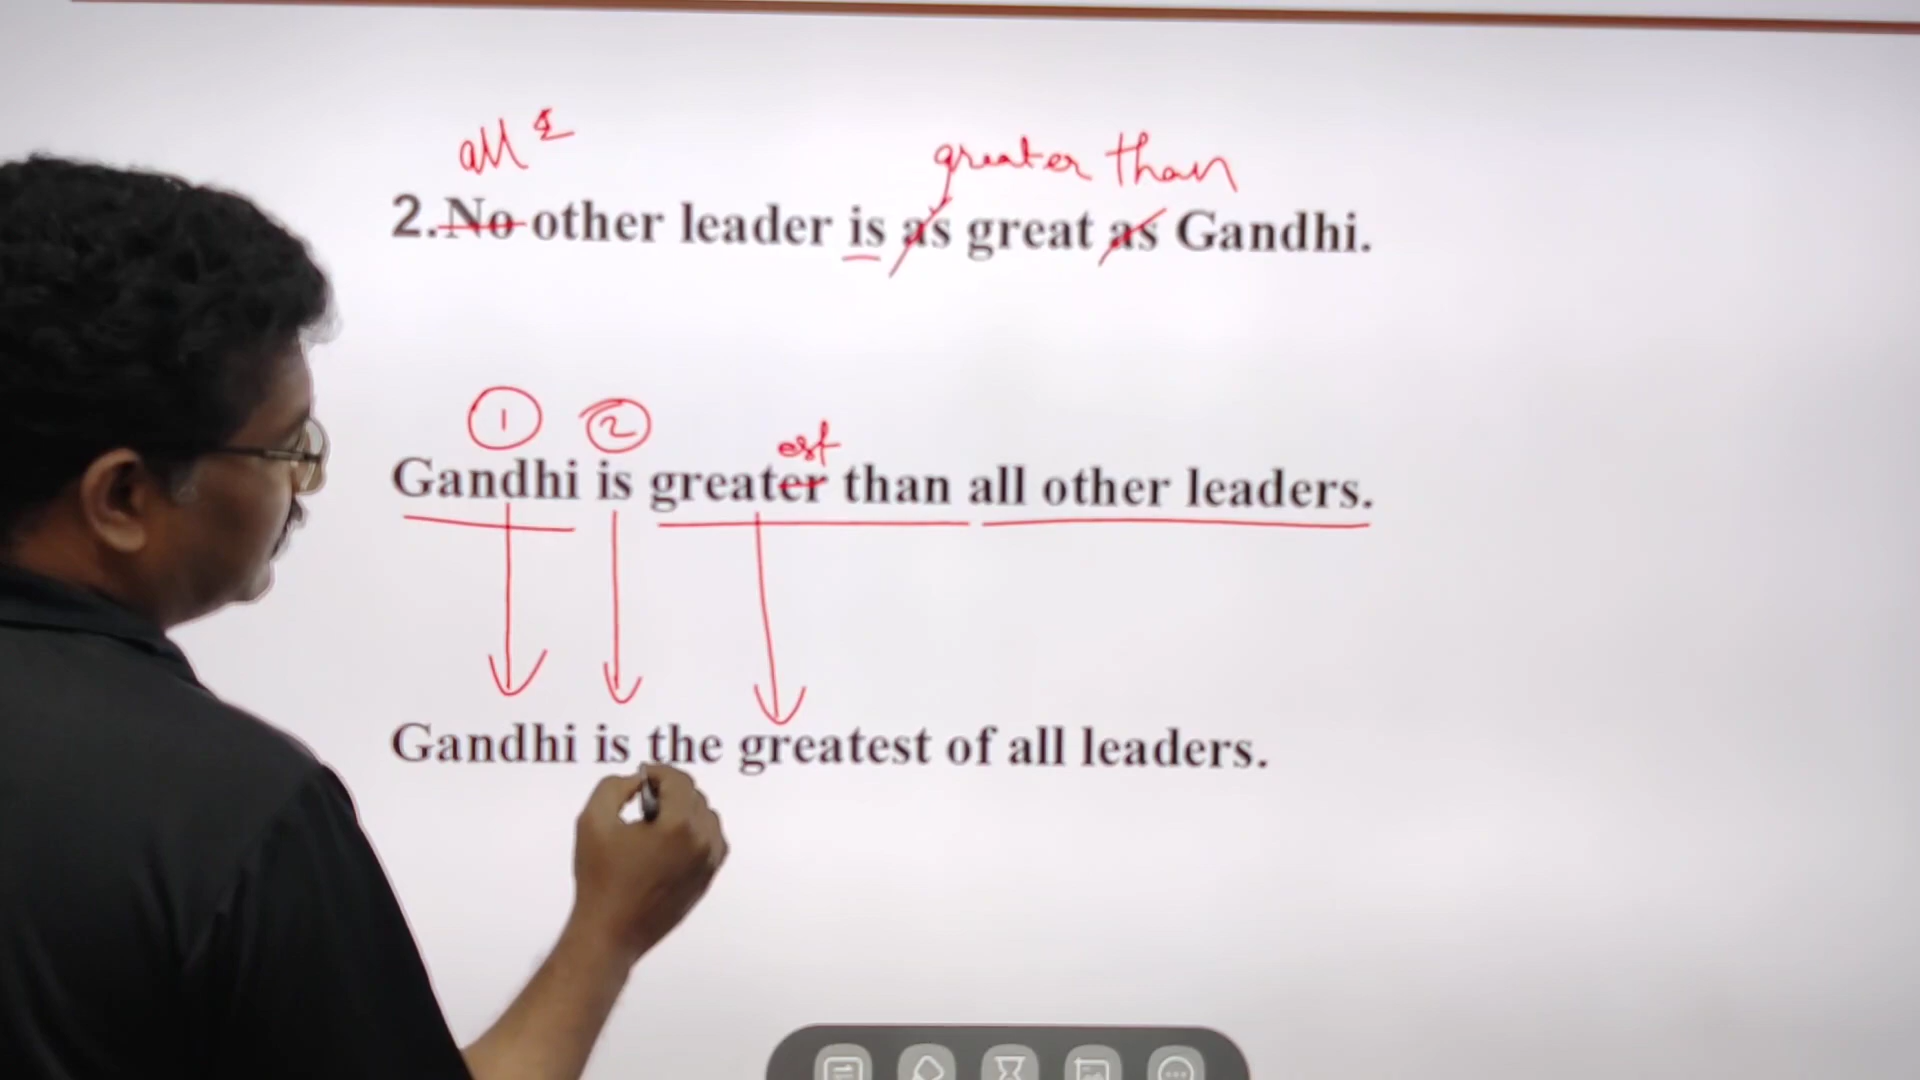 all
greater than
2.No other leader is as great as Gandhi.
1 2
est
Gandhi is greater than all other leaders.
Gandhi is the greatest of all leaders.